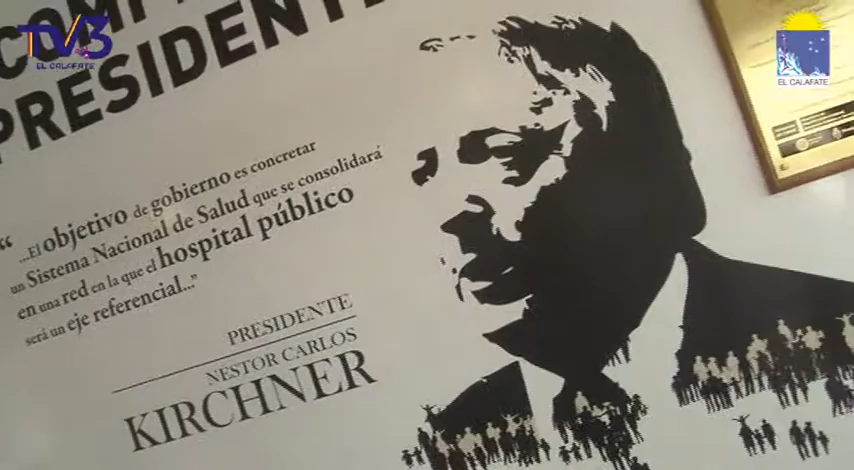 TV3
EL CALAFATE
EL CALAFATE
PRESIDENTE
PRESIDENTE
“
...El objetivo de gobierno es concretar
un Sistema Nacional de Salud que se consolidará
en una red en la que el hospital público
será un eje referencial...”
PRESIDENTE
NESTOR CARLOS
KIRCHNER